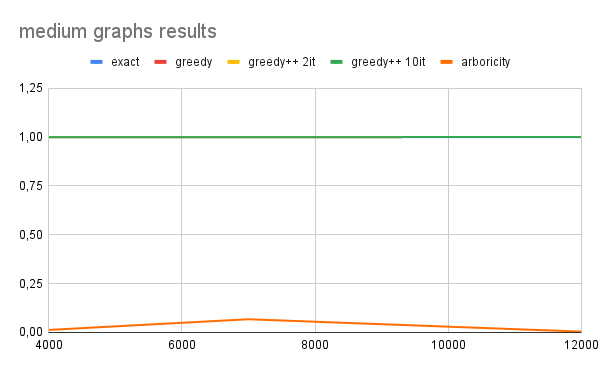 medium graphs results
exact greedy greedy++ 2it greedy++ 10it arboricity
1,25
1,00
0,75
0,50
0,25
0,00
4000 6000 8000 10000 12000